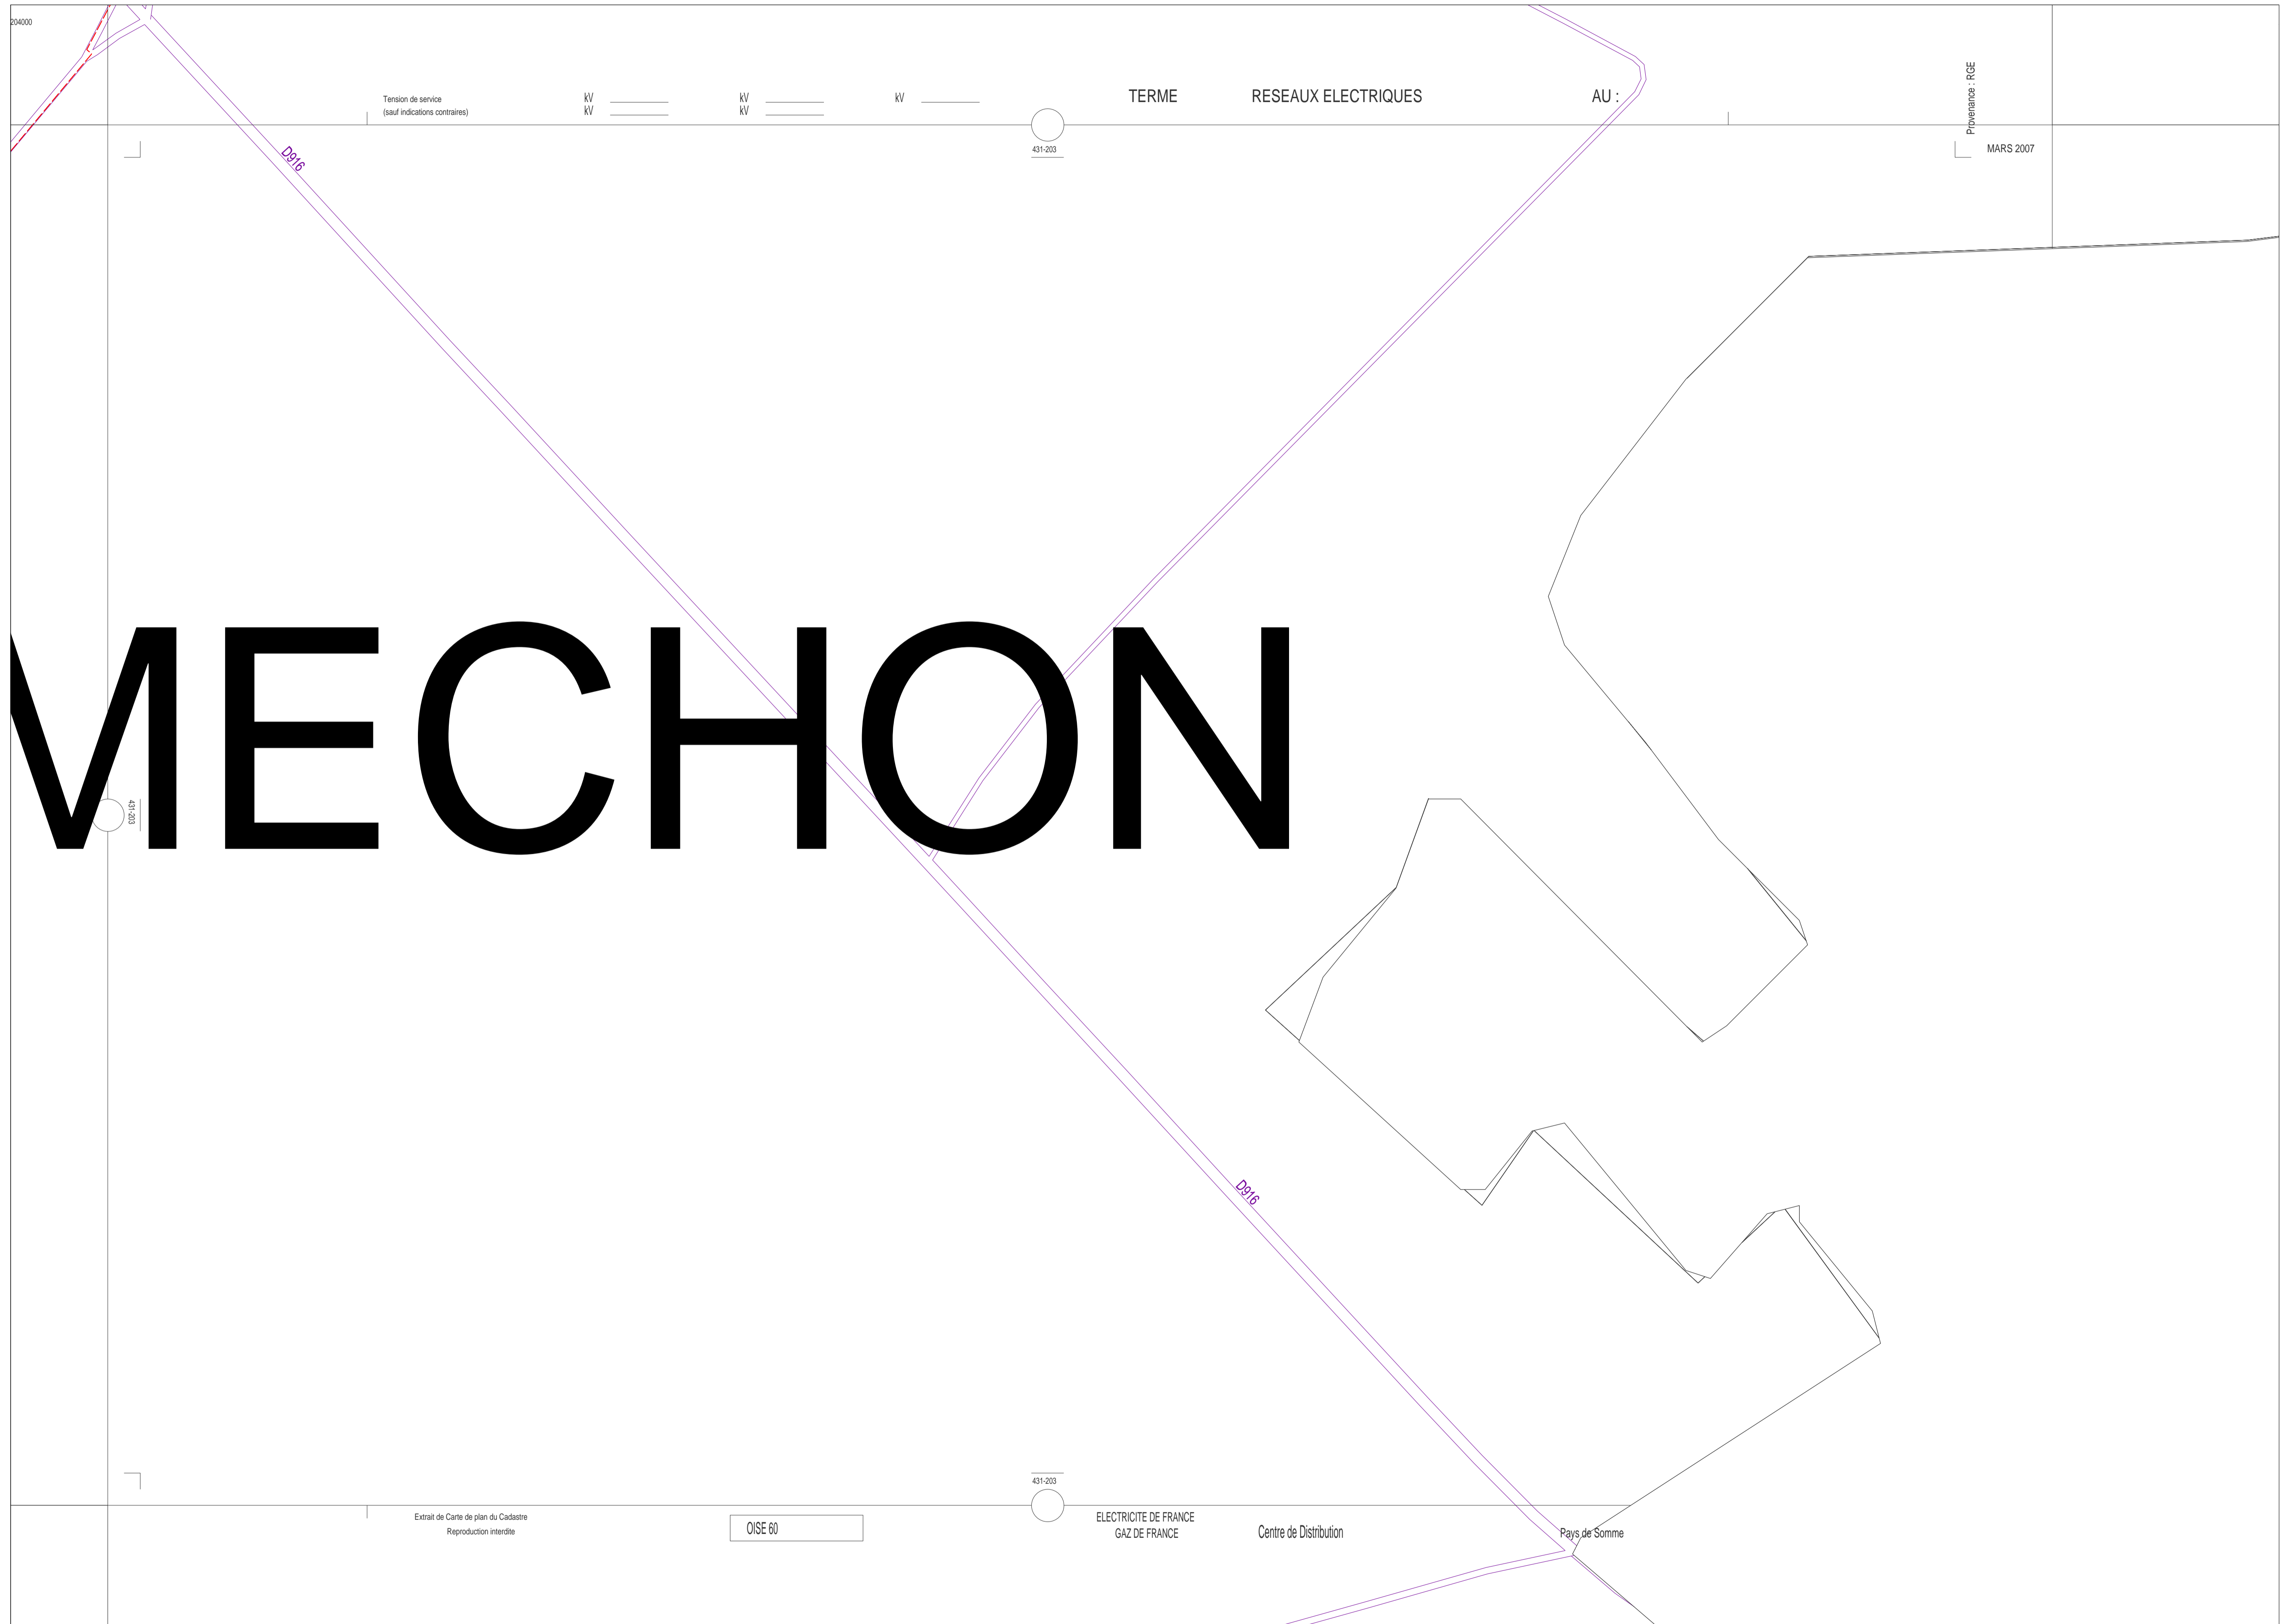 204000
Tension de service
(sauf indications contraires)
kV
kV
kV
kV
kV
TERME RESEAUX ELECTRIQUES AU :
Provenance : RGE
MARS 2007
431-203
D916
MECHON
431-203
D916
431-203
Extrait de Carte de plan du Cadastre
Reproduction interdite
OISE 60
ELECTRICITE DE FRANCE
GAZ DE FRANCE
Centre de Distribution
Pays de Somme